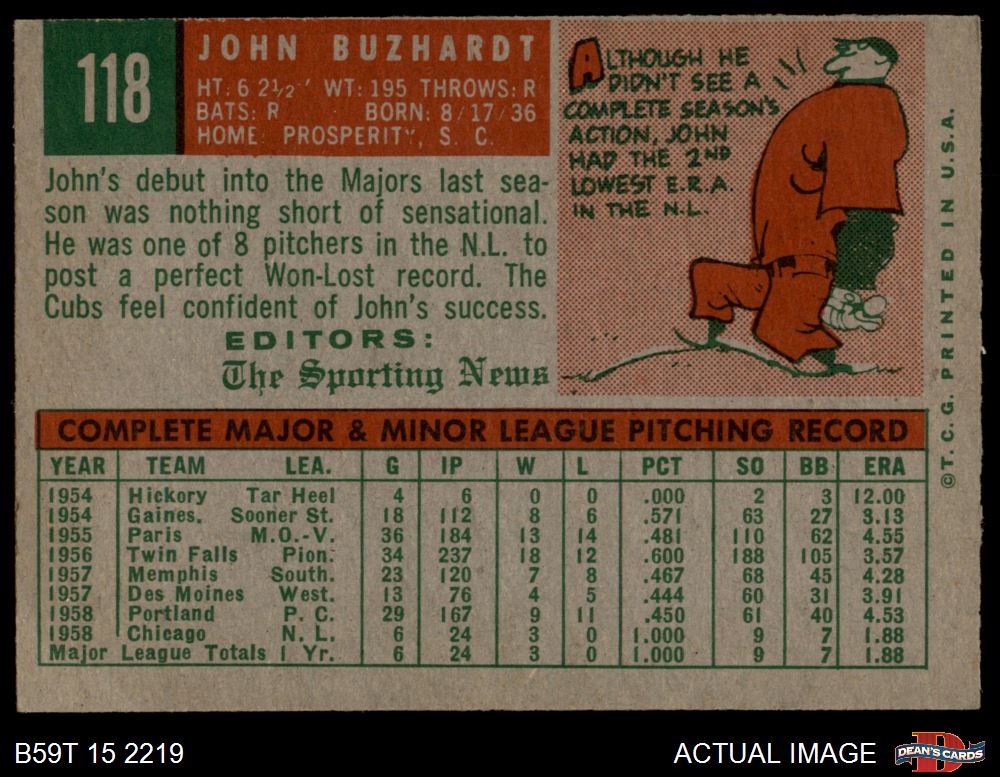 118
JOHN BUZHARDT
HT: 6 2½" WT: 195 THROWS: R
BATS: R BORN: 8/17/36
HOME: PROSPERITY, S. C.
John's debut into the Majors last sea-
son was nothing short of sensational.
He was one of 8 pitchers in the N.L. to
post a perfect Won-Lost record. The
Cubs feel confident of John's success.
EDITORS:
The Sporting News
ALTHOUGH HE
DIDN'T SEE A
COMPLETE SEASON'S
ACTION, JOHN
HAD THE 2ND
LOWEST E.R.A.
IN THE N.L.
© T. C. G. PRINTED IN U.S.A.
COMPLETE MAJOR & MINOR LEAGUE PITCHING RECORD
YEAR TEAM LEA. G IP W L PCT SO BB ERA
1954 Hickory Tar Heel 4 6 0 0 .000 2 3 12.00
1954 Gaines. Sooner St. 18 112 8 6 .571 63 27 3.13
1955 Paris M.O.-V. 36 184 13 14 .481 110 62 4.55
1956 Twin Falls Pion. 34 237 18 12 .600 188 105 3.57
1957 Memphis South. 23 120 7 8 .467 68 45 4.28
1957 Des Moines West. 13 76 4 5 .444 60 31 3.91
1958 Portland P. C. 29 167 9 11 .450 61 40 4.53
1958 Chicago N. L. 6 24 3 0 1.000 9 7 1.88
Major League Totals 1 Yr. 6 24 3 0 1.000 9 7 1.88
B59T 15 2219
ACTUAL IMAGE
DEAN'S CARDS